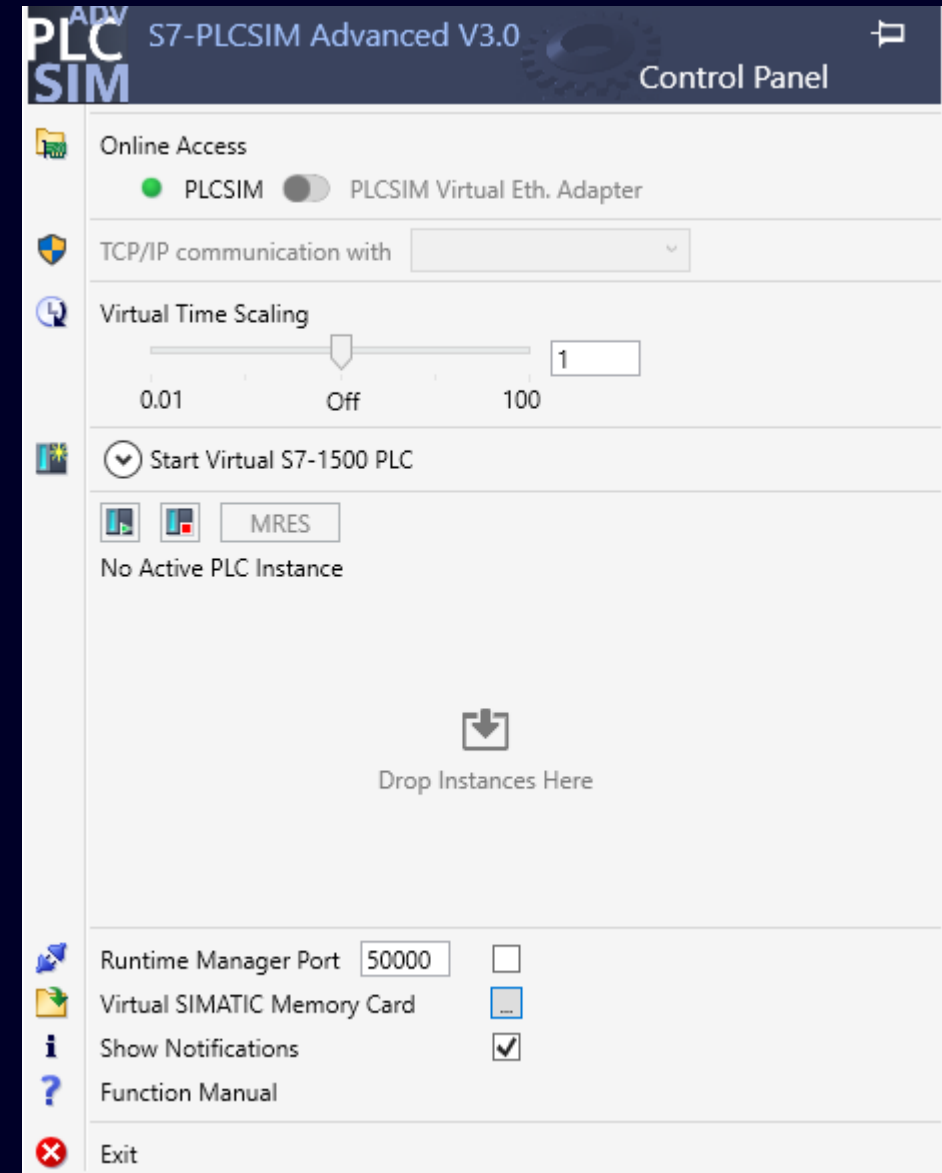 ADV
PLC
SIM
S7-PLCSIM Advanced V3.0
Control Panel
Online Access
PLCSIM PLCSIM Virtual Eth. Adapter
TCP/IP communication with
Virtual Time Scaling
1
0.01 Off 100
Start Virtual S7-1500 PLC
MRES
No Active PLC Instance
Drop Instances Here
Runtime Manager Port 50000
Virtual SIMATIC Memory Card ...
Show Notifications
Function Manual
Exit